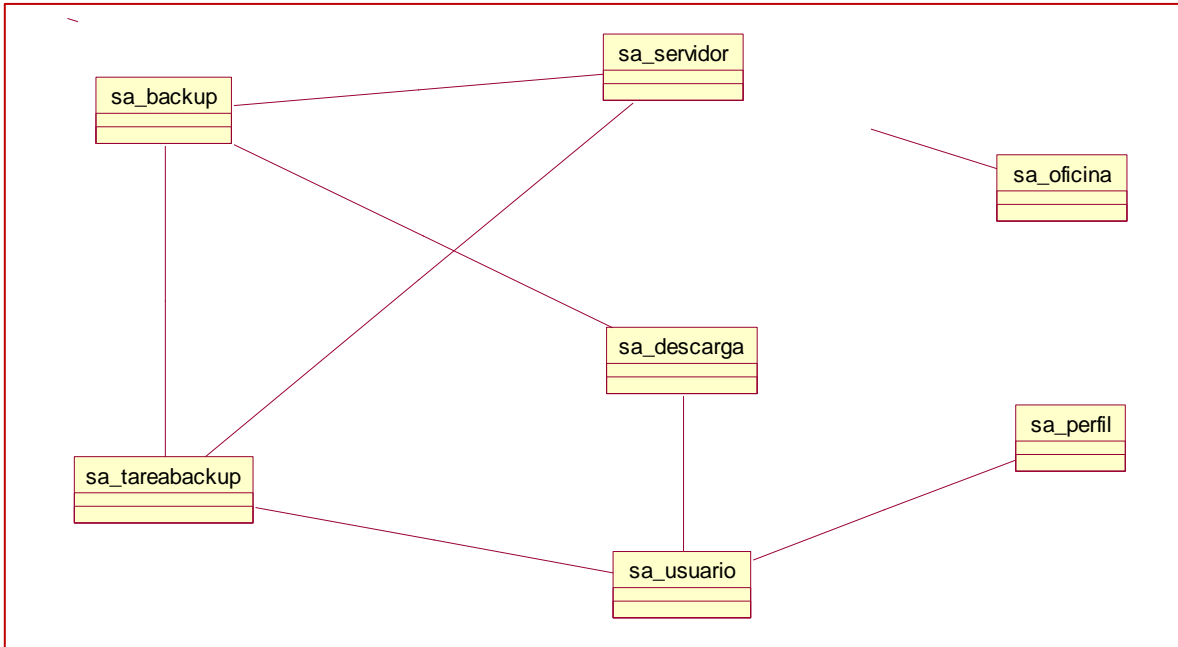 sa_servidor
sa_backup
sa_oficina
sa_descarga
sa_perfil
sa_tareabackup
sa_usuario